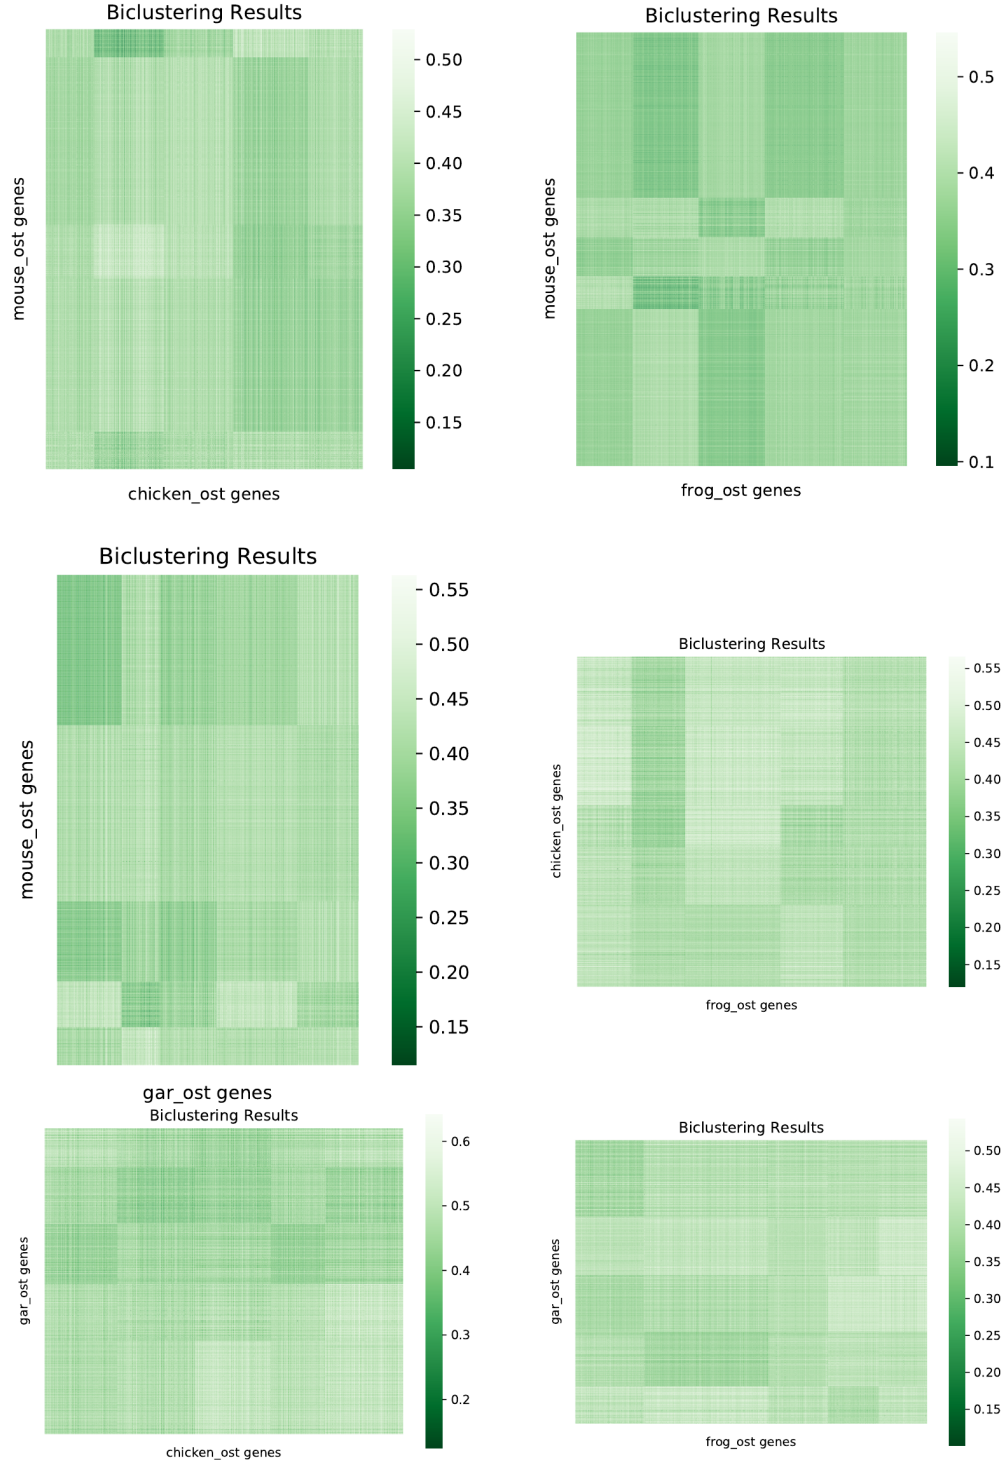 Biclustering Results
mouse_ost genes
chicken_ost genes
0.50
0.45
0.40
0.35
0.30
0.25
0.20
0.15
Biclustering Results
mouse_ost genes
frog_ost genes
0.5
0.4
0.3
0.2
0.1
Biclustering Results
mouse_ost genes
gar_ost genes
0.55
0.50
0.45
0.40
0.35
0.30
0.25
0.20
0.15
Biclustering Results
chicken_ost genes
frog_ost genes
0.55
0.50
0.45
0.40
0.35
0.30
0.25
0.20
0.15
Biclustering Results
gar_ost genes
chicken_ost genes
0.6
0.5
0.4
0.3
0.2
Biclustering Results
gar_ost genes
frog_ost genes
0.50
0.45
0.40
0.35
0.30
0.25
0.20
0.15